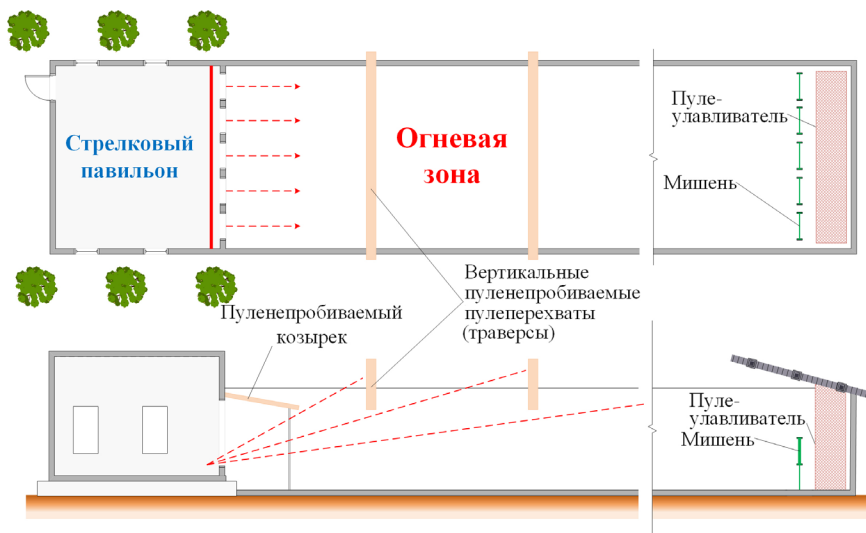 Стрелковый
павильон
Огневая
зона
Пуле-
улавливатель
Мишень
Вертикальные
пуленепробиваемые
пулеперехваты
(траверсы)
Пуленепробиваемый
козырек
Пуле-
улавливатель
Мишень